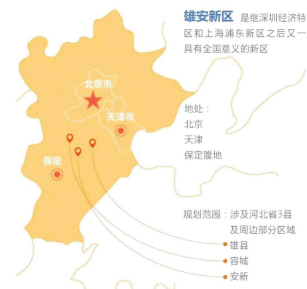 雄安新区 是继深圳经济特
区和上海浦东新区之后又一
具有全国意义的新区
北京市
天津市
保定
地处：
北京
天津
保定腹地
规划范围：涉及河北省3县
及周边部分区域
雄县
容城
安新